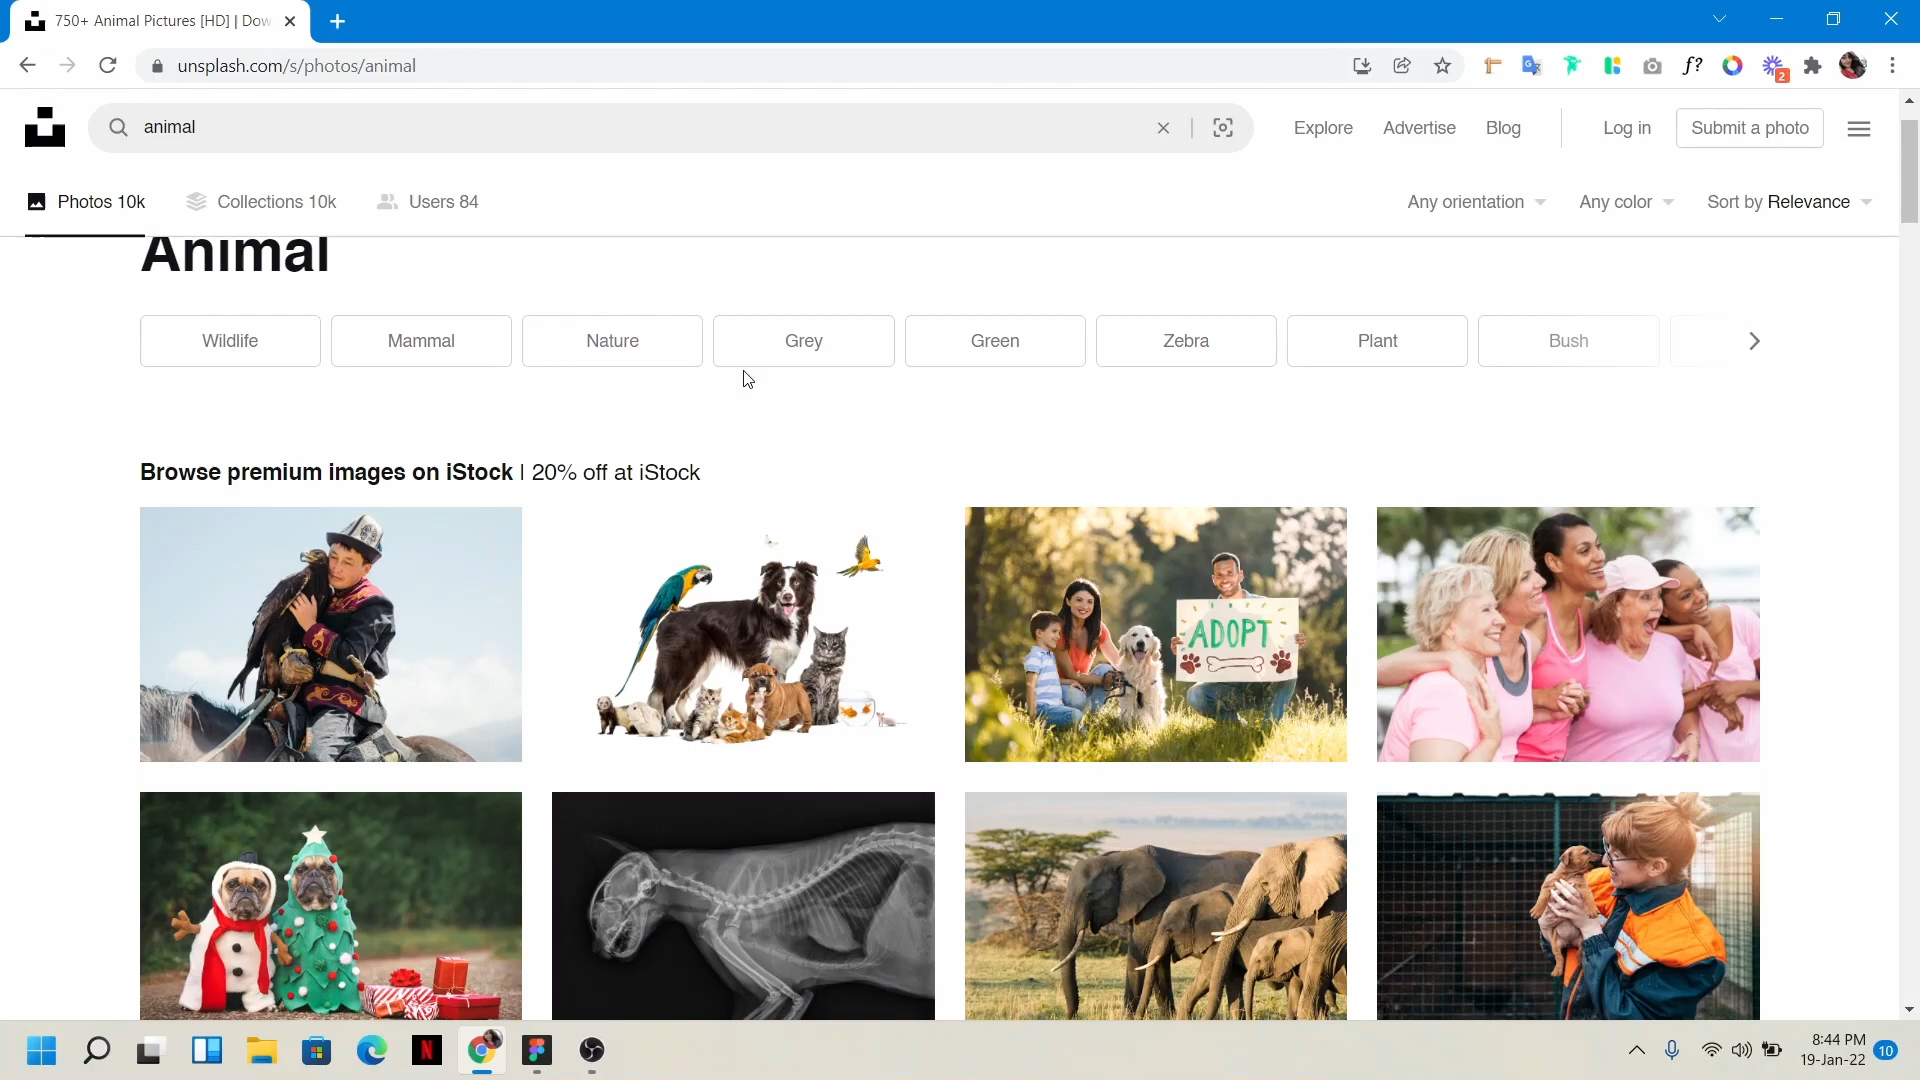 750+ Animal Pictures [HD] | Dow
unsplash.com/s/photos/animal
f?
2
animal
Explore
Advertise
Blog
Log in
Submit a photo
Photos 10k
Collections 10k
Users 84
Any orientation
Any color
Sort by Relevance
Animal
Wildlife
Mammal
Nature
Grey
Green
Zebra
Plant
Bush
Browse premium images on iStock | 20% off at iStock
ADOPT
N
8:44 PM
19-Jan-22
10